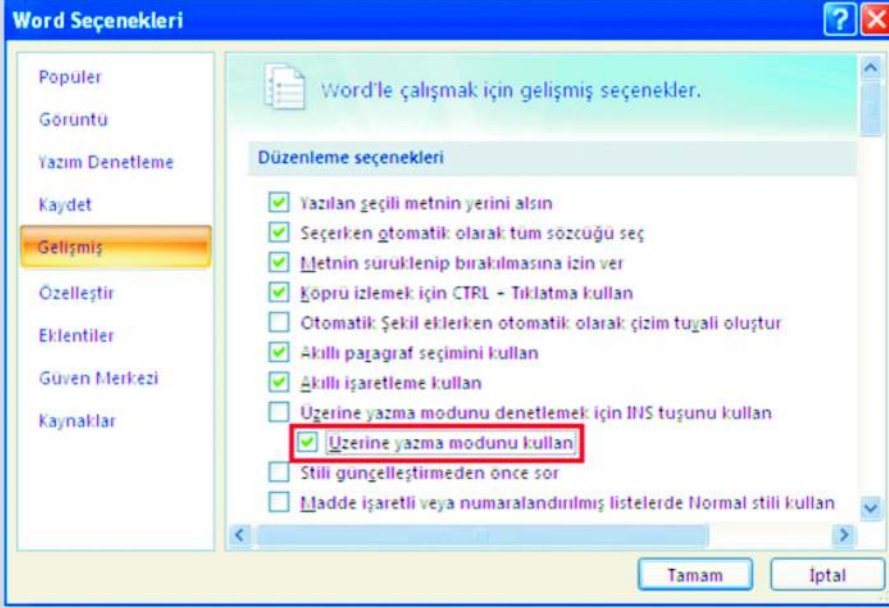 Word Seçenekleri
Popüler
Görüntü
Yazım Denetleme
Kaydet
Gelişmiş
Özelleştir
Eklentiler
Güven Merkezi
Kaynaklar
Word'le çalışmak için gelişmiş seçenekler.
Düzenleme seçenekleri
Yazılan seçili metnin yerini alsın
Seçerken otomatik olarak tüm sözcüğü seç
Metnin sürüklenip bırakılmasına izin ver
Köprü izlemek için CTRL + Tıklatma kullan
Otomatik Şekil eklerken otomatik olarak çizim tuvali oluştur
Akıllı paragraf seçimini kullan
Akıllı işaretleme kullan
Üzerine yazma modunu denetlemek için INS tuşunu kullan
Üzerine yazma modunu kullan
Stili güncelleştirmeden önce sor
Madde işaretli veya numaralandırılmış listelerde Normal stili kullan
Tamam
İptal